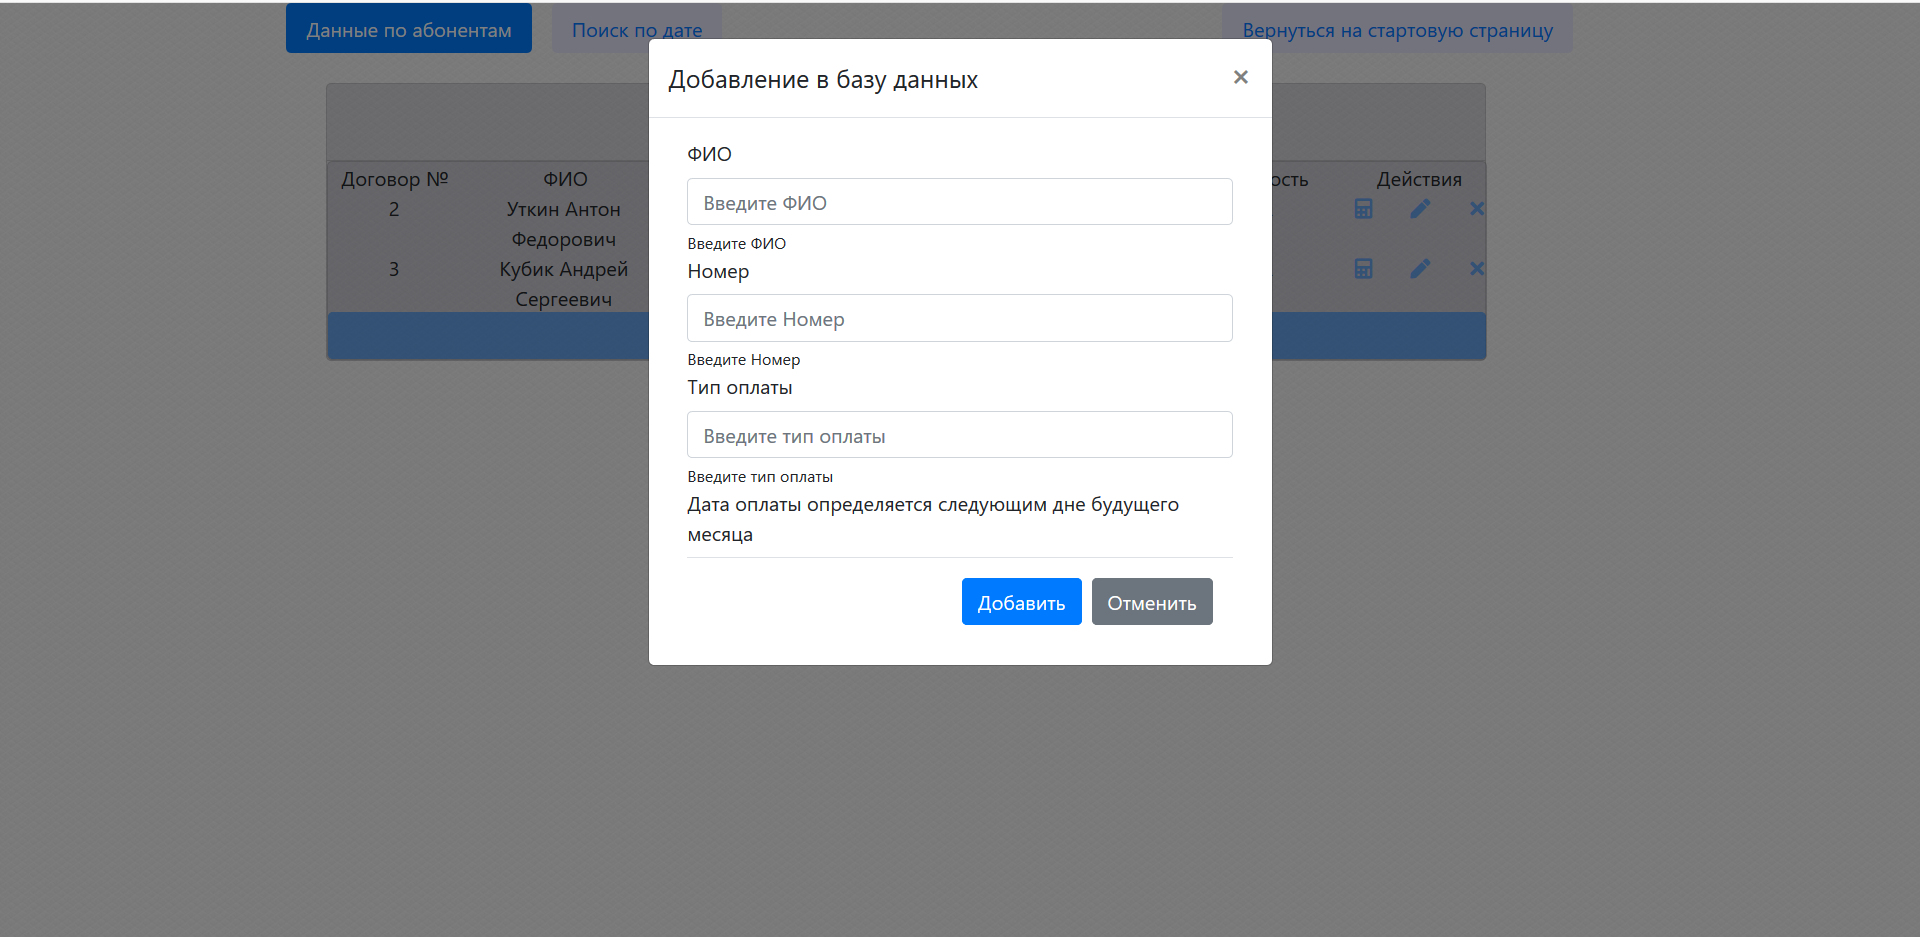 Данные по абонентам
Поиск по дате
Вернуться на стартовую страницу
Добавление в базу данных
×
ФИО
Введите ФИО
Введите ФИО
Номер
Введите Номер
Введите Номер
Тип оплаты
Введите тип оплаты
Введите тип оплаты
Дата оплаты определяется следующим дне будущего
месяца
Добавить
Отменить
Договор № ФИО ость Действия
2 Уткин Антон
Федорович
3 Кубик Андрей
Сергеевич